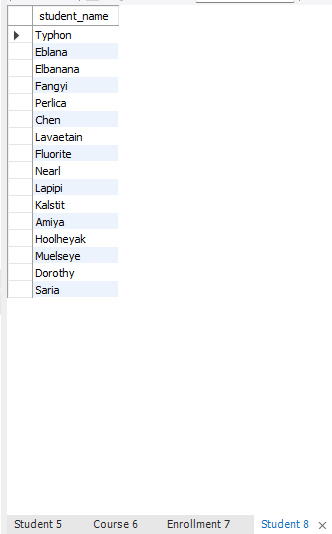 student_name
Typhon
Eblana
Elbanana
Fangyi
Perlica
Chen
Lavaetain
Fluorite
Nearl
Lapipi
Kalstit
Amiya
Hoolheyak
Muelseye
Dorothy
Saria
Student 5 Course 6 Enrollment 7 Student 8